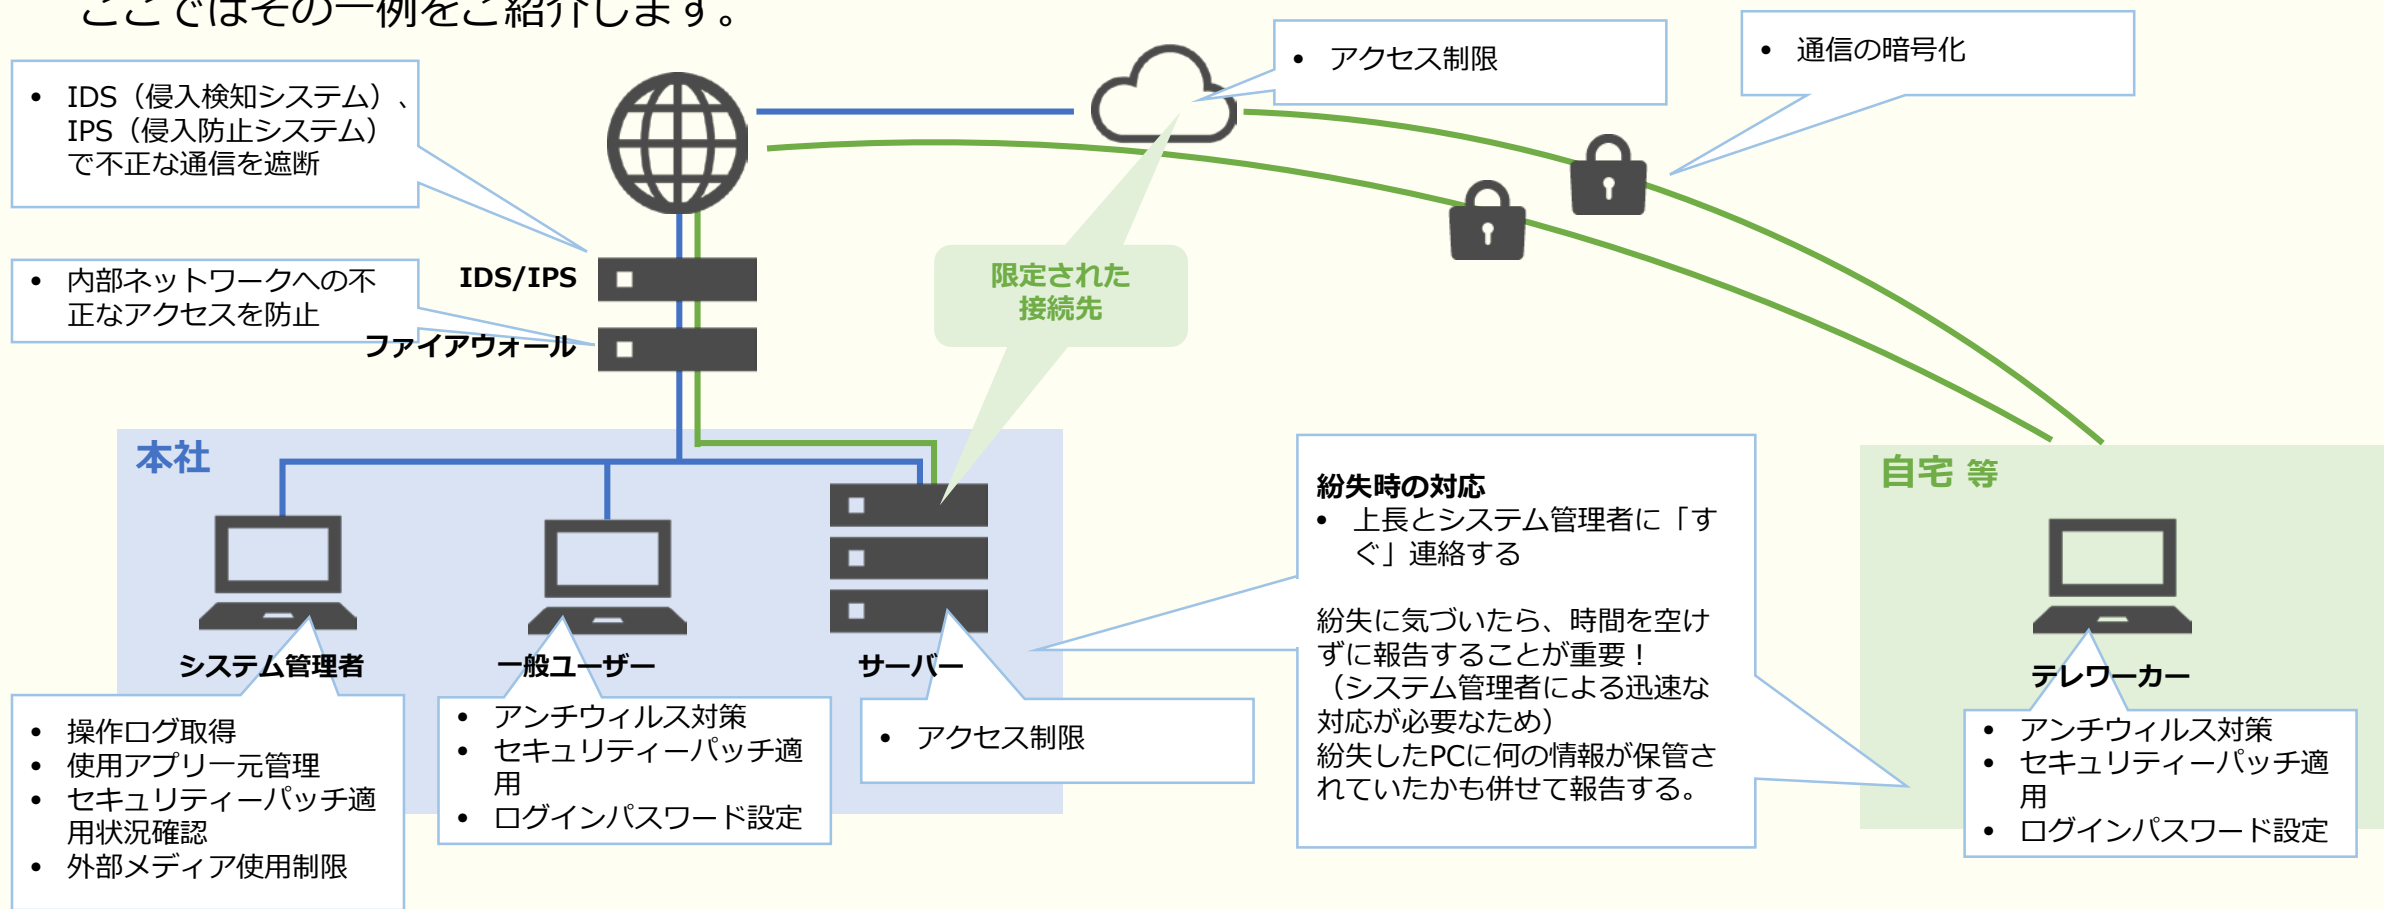 ここではその一例をご紹介します。
• IDS（侵入検知システム）、
IPS（侵入防止システム）
で不正な通信を遮断
• アクセス制限
• 通信の暗号化
• 内部ネットワークへの不
正なアクセスを防止
IDS/IPS
ファイアウォール
限定された
接続先
本社
システム管理者
一般ユーザー
サーバー
• 操作ログ取得
• 使用アプリ一元管理
• セキュリティーパッチ適
用状況確認
• 外部メディア使用制限
• アンチウィルス対策
• セキュリティーパッチ適
用
• ログインパスワード設定
• アクセス制限
紛失時の対応
• 上長とシステム管理者に「す
ぐ」連絡する
紛失に気づいたら、時間を空け
ずに報告することが重要！
（システム管理者による迅速な
対応が必要なため）
紛失したPCに何の情報が保管さ
れていたかも併せて報告する。
自宅 等
テレワーカー
• アンチウィルス対策
• セキュリティーパッチ適
用
• ログインパスワード設定